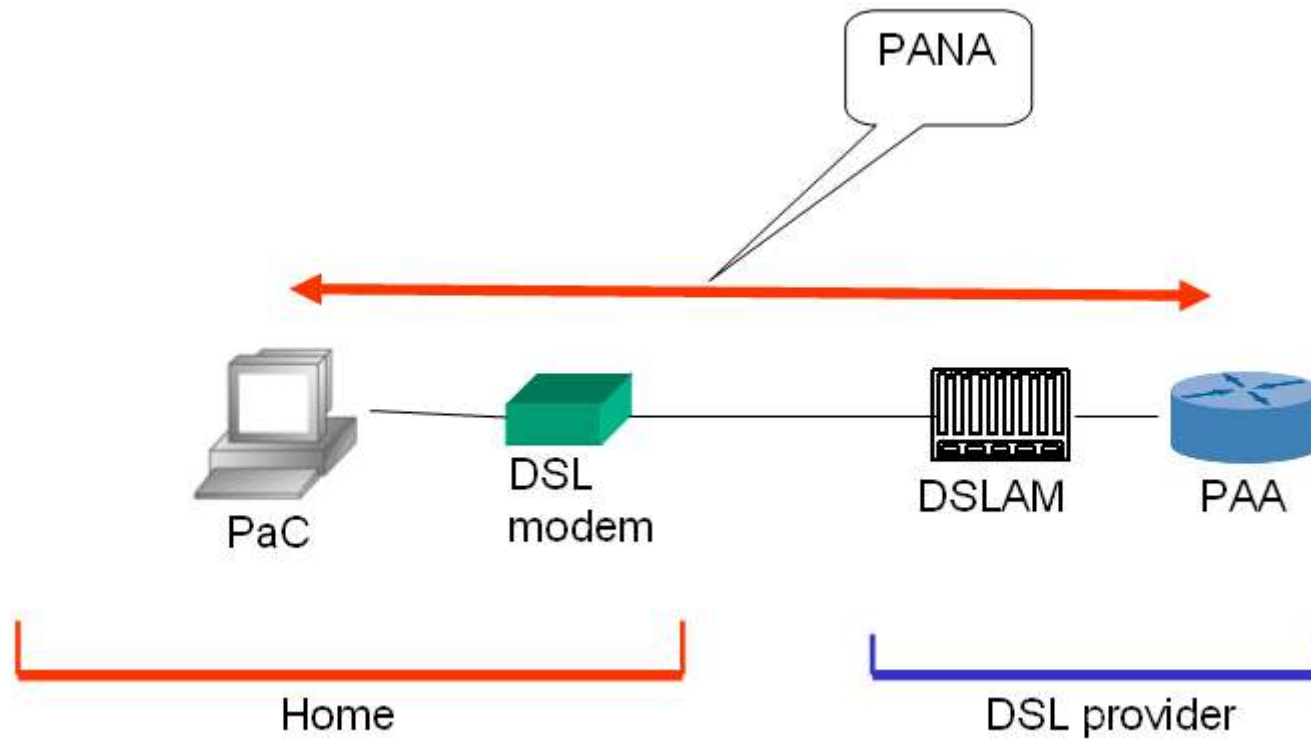 PANA
PaC
DSL
modem
DSLAM
PAA
Home
DSL provider